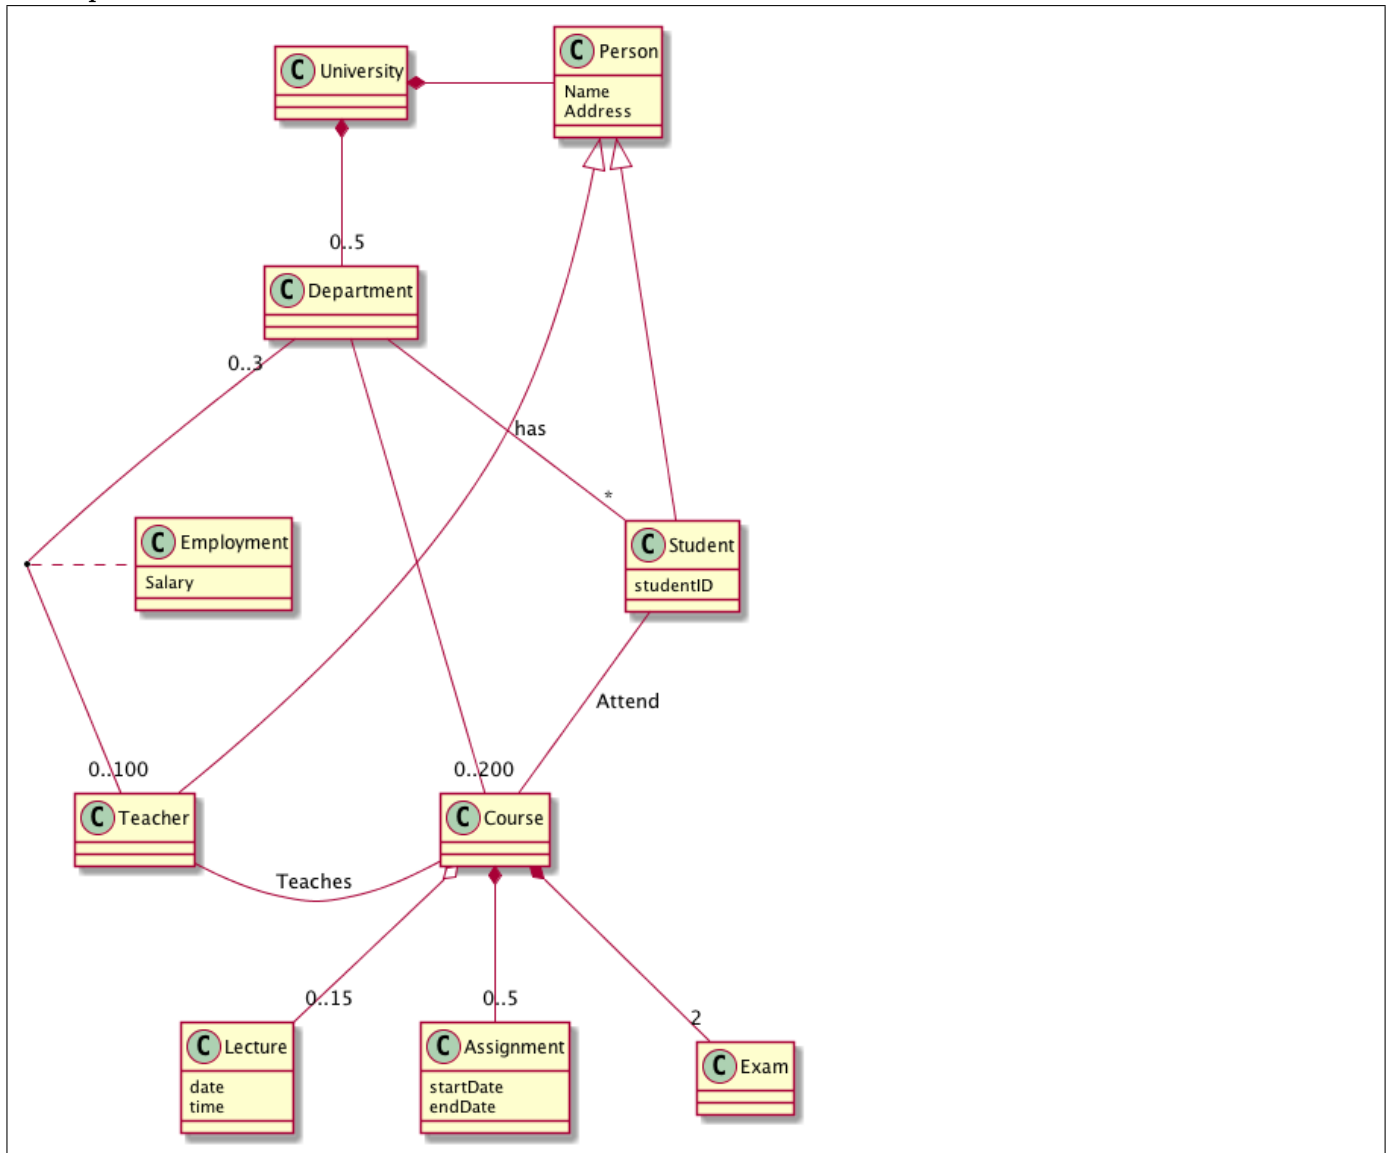 C Person
C University
Name
Address
0..5
C Department
0..3
has
*
C Employment
Salary
C Student
studentID
Attend
0..100
0..200
C Teacher
C Course
Teaches
0..15
0..5
2
C Lecture
date
time
C Assignment
startDate
endDate
C Exam